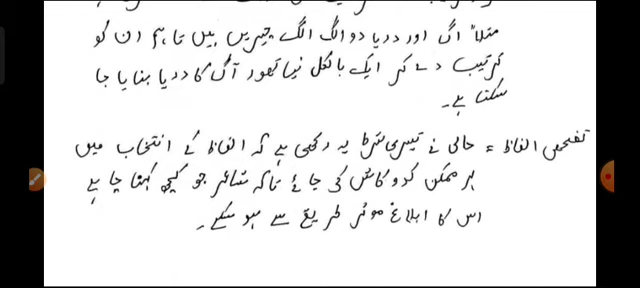 مثلاً آگ اور دریا دو الگ الگ چیزیں ہیں تاہم ان کو
ترتیب دے کر ایک بالکل نیا تصور آگ کا دریا بنایا جا
سکتا ہے۔
تفحص الفاظ = حالی نے تیسری شرط یہ رکھی ہے کہ الفاظ کے انتخاب میں
ہر ممکن کدوکاش کی جائے تاکہ شاعر جو کچھ کہنا چاہے
اس کا ابلاغ موثر طریقے سے ہو سکے۔